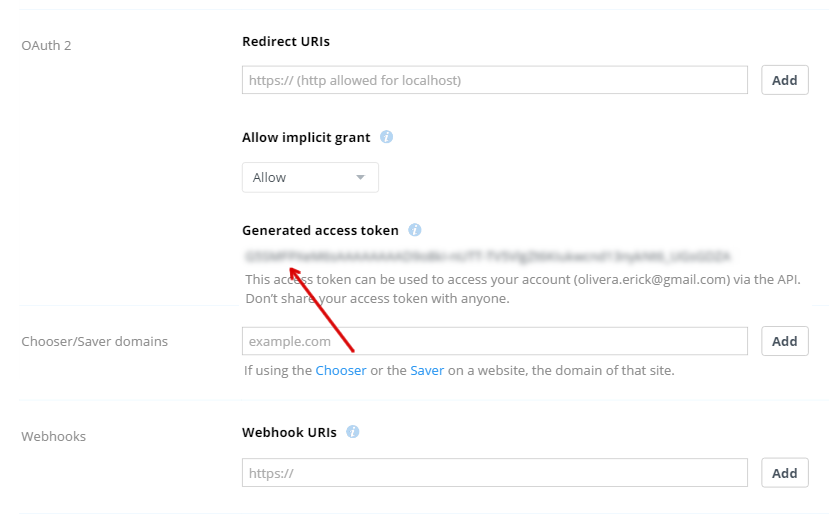 OAuth 2
Redirect URIs
https:// (http allowed for localhost)
Add
Allow implicit grant
Allow
Generated access token
This access token can be used to access your account (olivera.erick@gmail.com) via the API.
Don’t share your access token with anyone.
Chooser/Saver domains
example.com
Add
If using the Chooser or the Saver on a website, the domain of that site.
Webhooks
Webhook URIs
https://
Add